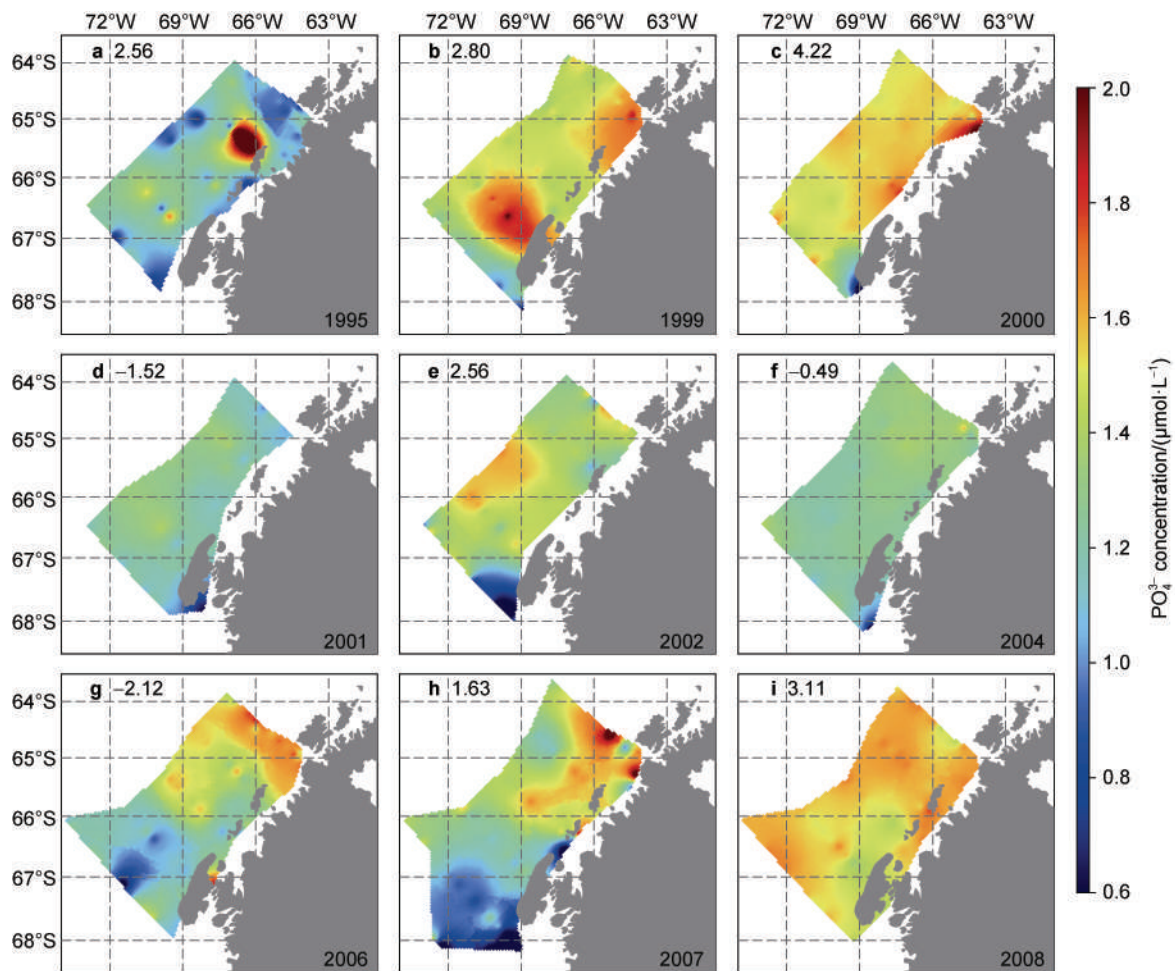 72°W 69°W 66°W 63°W 72°W 69°W 66°W 63°W 72°W 69°W 66°W 63°W
64°S
65°S
66°S
67°S
68°S
a 2.56
1995
b 2.80
1999
c 4.22
2000
64°S
65°S
66°S
67°S
68°S
d −1.52
2001
e 2.56
2002
f −0.49
2004
64°S
65°S
66°S
67°S
68°S
g −2.12
2006
h 1.63
2007
i 3.11
2008
2.0
1.8
1.6
1.4
1.2
1.0
0.8
0.6
PO₄³⁻ concentration/(μmol·L⁻¹)